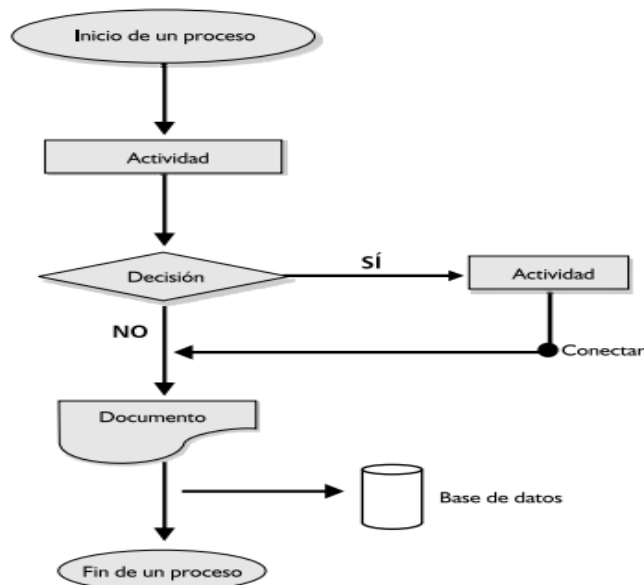 Inicio de un proceso
Actividad
Decisión
SÍ
Actividad
NO
Conectar
Documento
Base de datos
Fin de un proceso